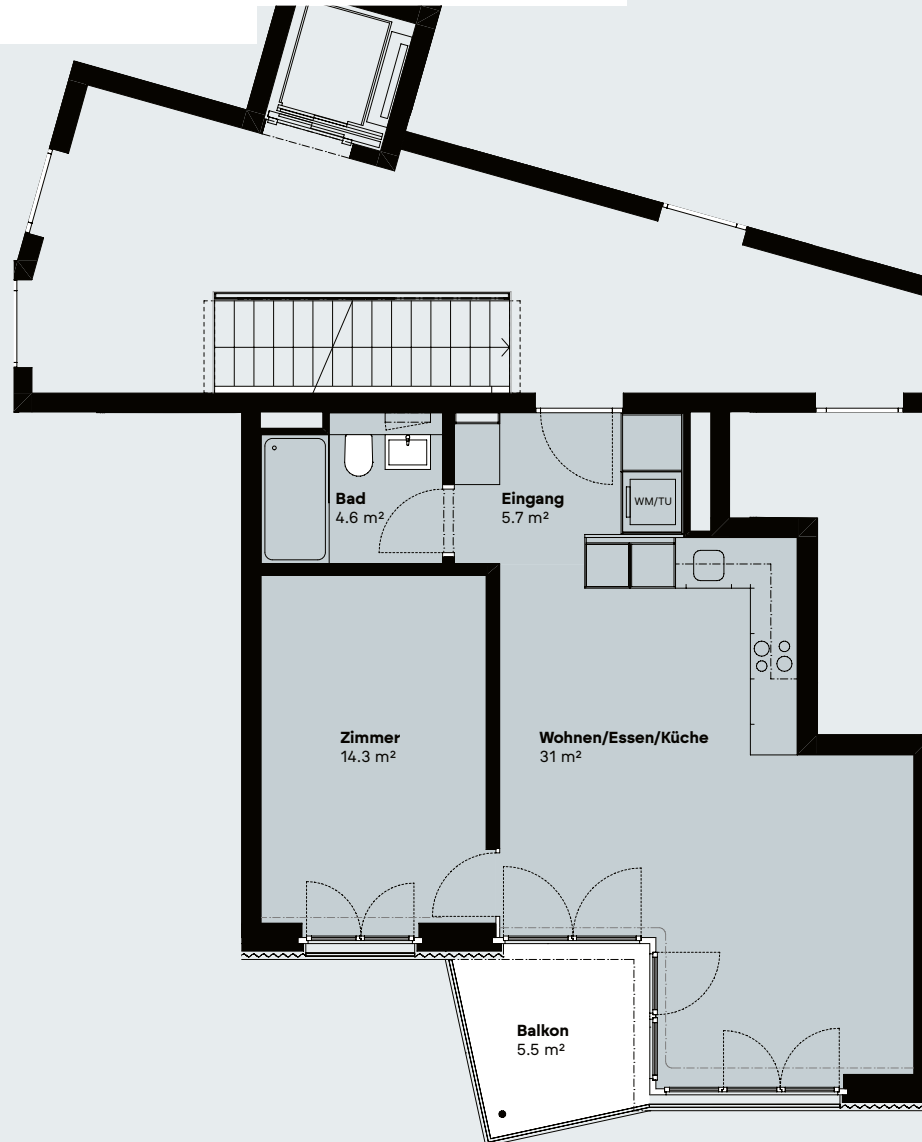 Bad
4.6 m²
Eingang
5.7 m²
WM/TU
Zimmer
14.3 m²
Wohnen/Essen/Küche
31 m²
Balkon
5.5 m²